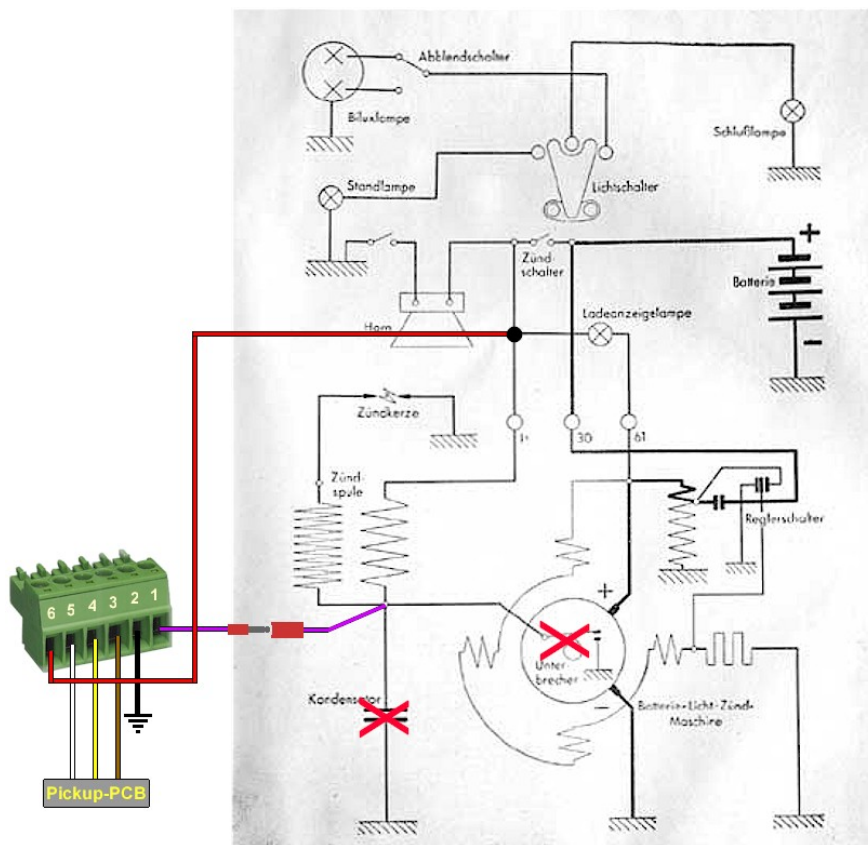 Abblendschalter
Biluxlampe
Schlußlampe
Standlampe
Lichtschalter
+
Zünd-
schalter
Batterie
-
Horn
Ladeanzeigelampe
Zündkerze
30
61
Zünd-
spule
Reglerschalter
6 5 4 3 2 1
+
Unter
brecher
-
Kondensator
Batterie-Licht-Zünd-
Maschine
Pickup-PCB